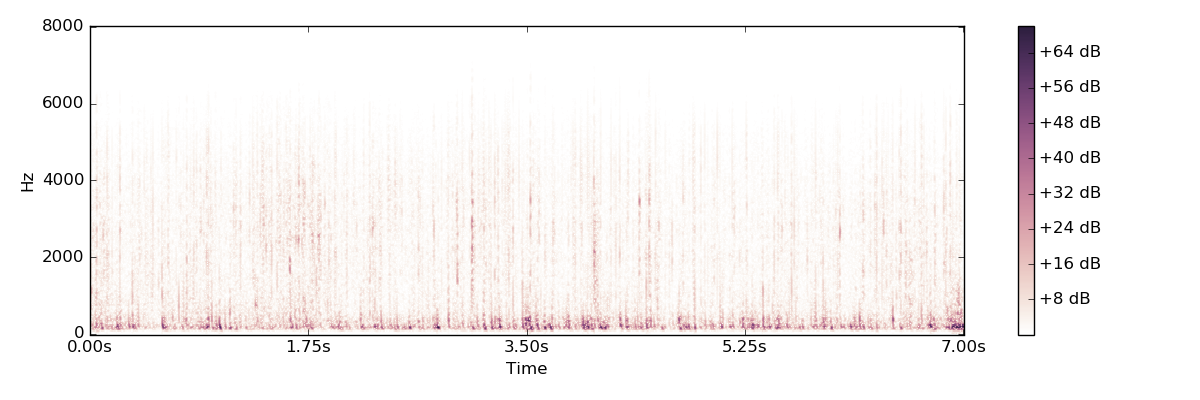 8000
6000
4000
2000
0
Hz
0.00s 1.75s 3.50s 5.25s 7.00s
Time
+64 dB
+56 dB
+48 dB
+40 dB
+32 dB
+24 dB
+16 dB
+8 dB